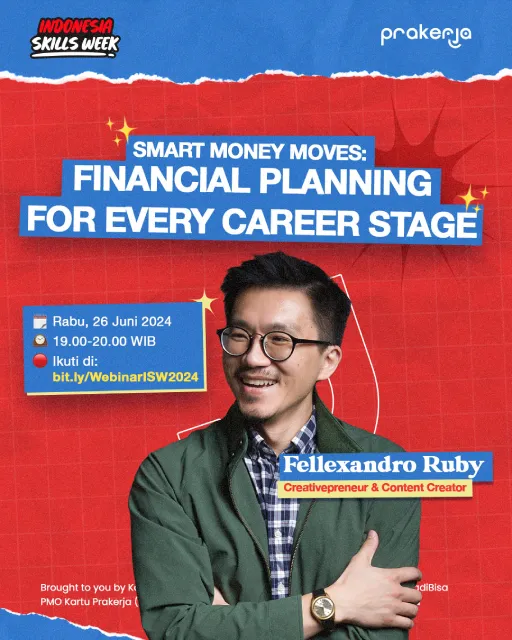 INDONESIA
SKILLS WEEK
prakerja
SMART MONEY MOVES:
FINANCIAL PLANNING
FOR EVERY CAREER STAGE
Rabu, 26 Juni 2024
19.00-20.00 WIB
Ikuti di:
bit.ly/WebinarISW2024
Fellexandro Ruby
Creativepreneur & Content Creator
Brought to you by
PMO Kartu Prakerja (